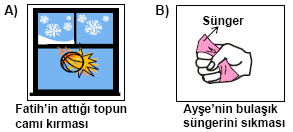 A)
Fatih'in attığı topun
camı kırması
B)
Sünger
Ayşe'nin bulaşık
süngerini sıkması